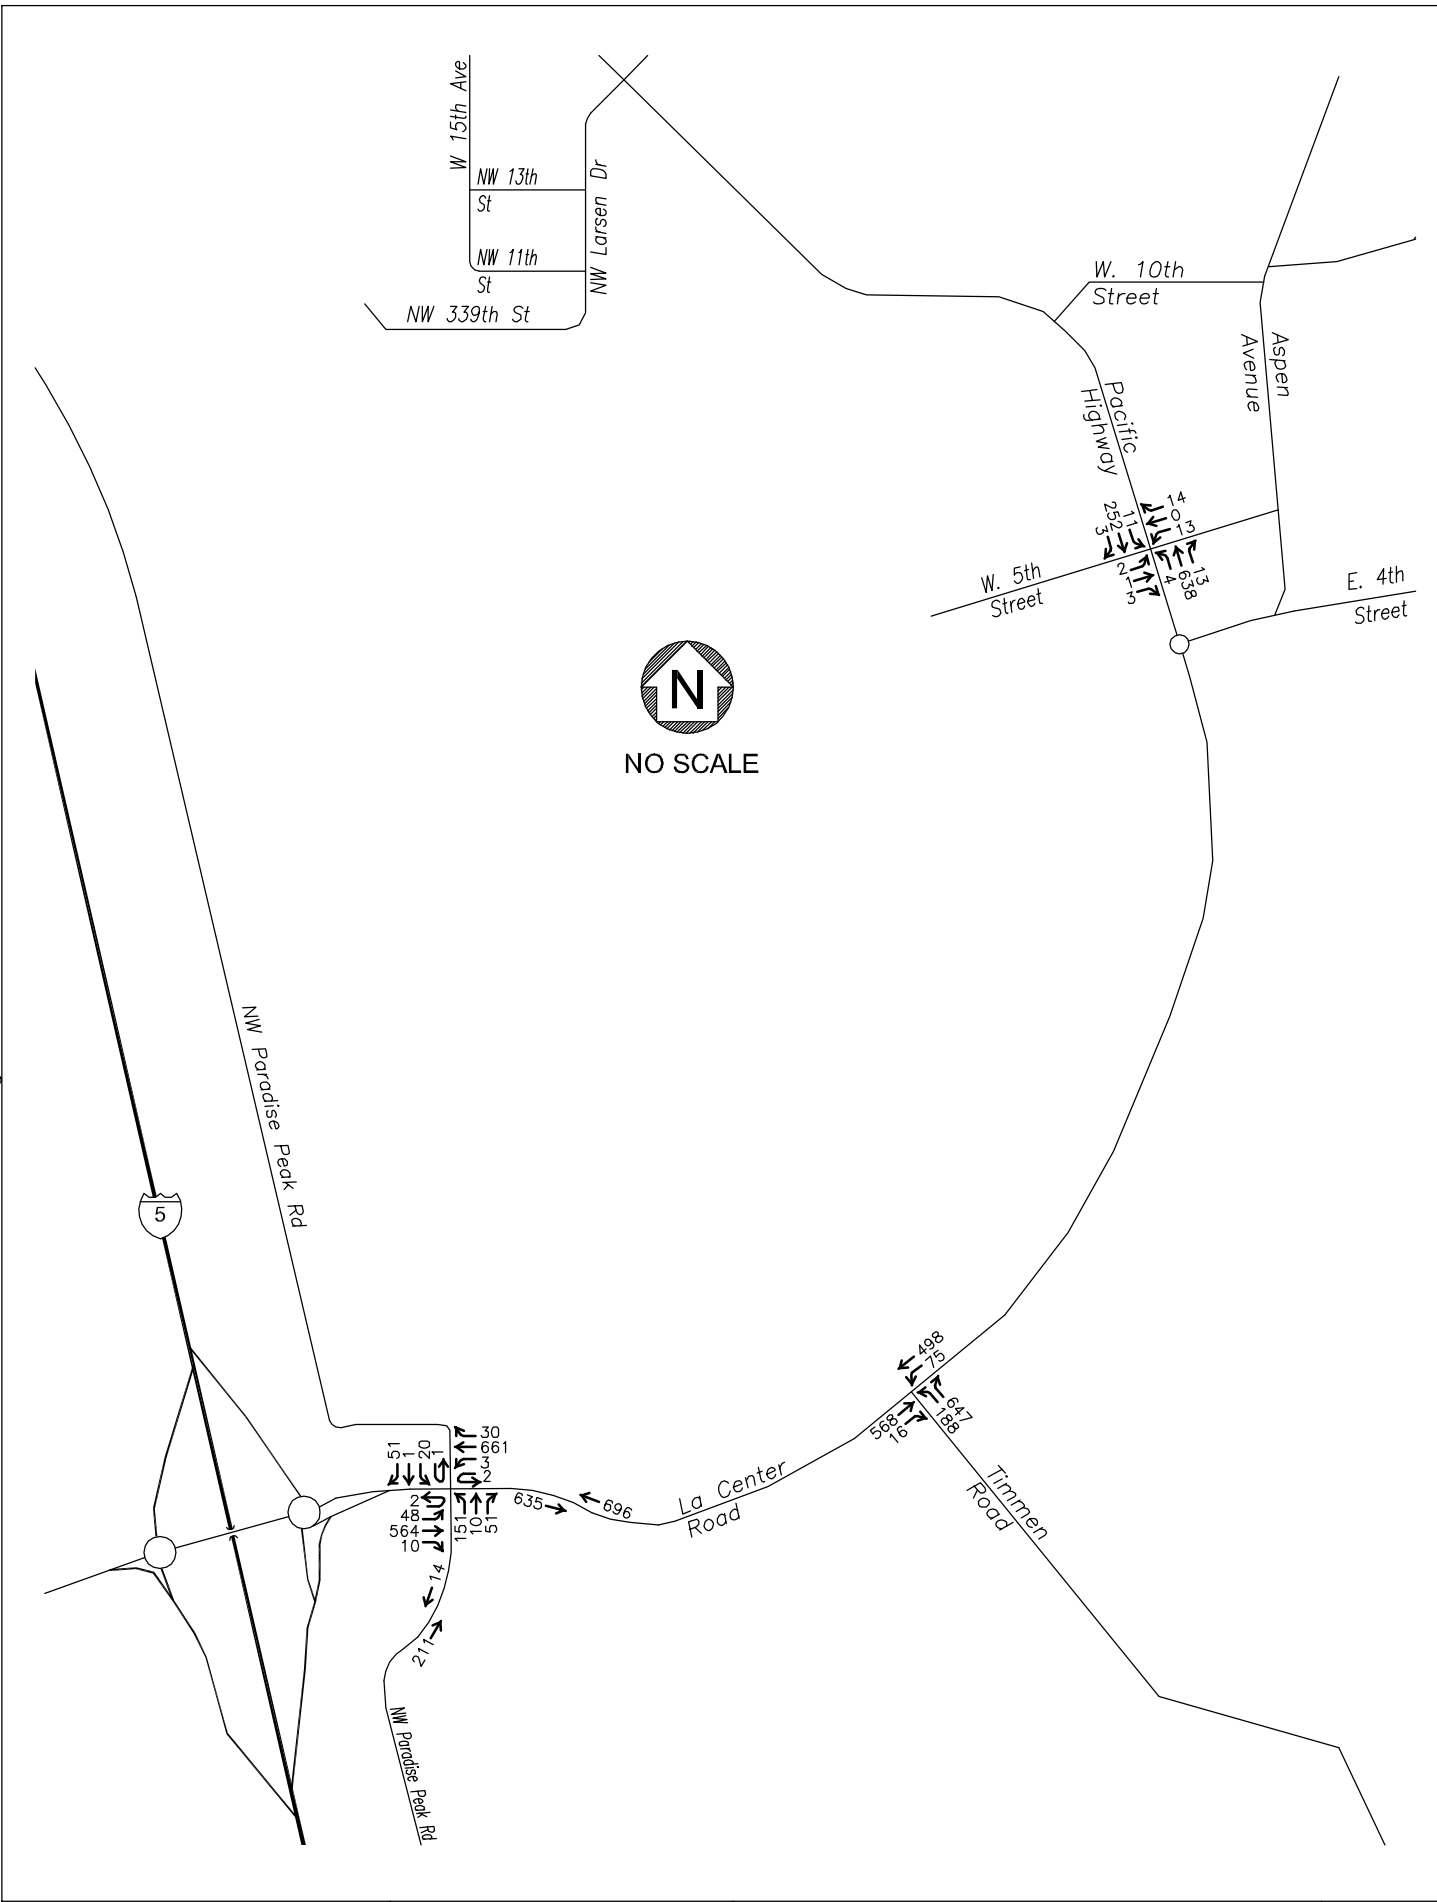 W 15th Ave
NW 13th
St
NW Larsen Dr
NW 11th
St
NW 339th St
W. 10th
Street
Aspen
Avenue
Pacific
Highway
14
0
13
11
252
3
2
1
3
4
638
13
W. 5th
Street
E. 4th
Street
N
NO SCALE
NW Paradise Peak Rd
5
498
75
647
188
568
16
Timmen
Road
La Center
Road
51
1
20
1
30
661
3
2
2
48
564
10
151
10
51
635
696
14
211
NW Paradise Peak Rd